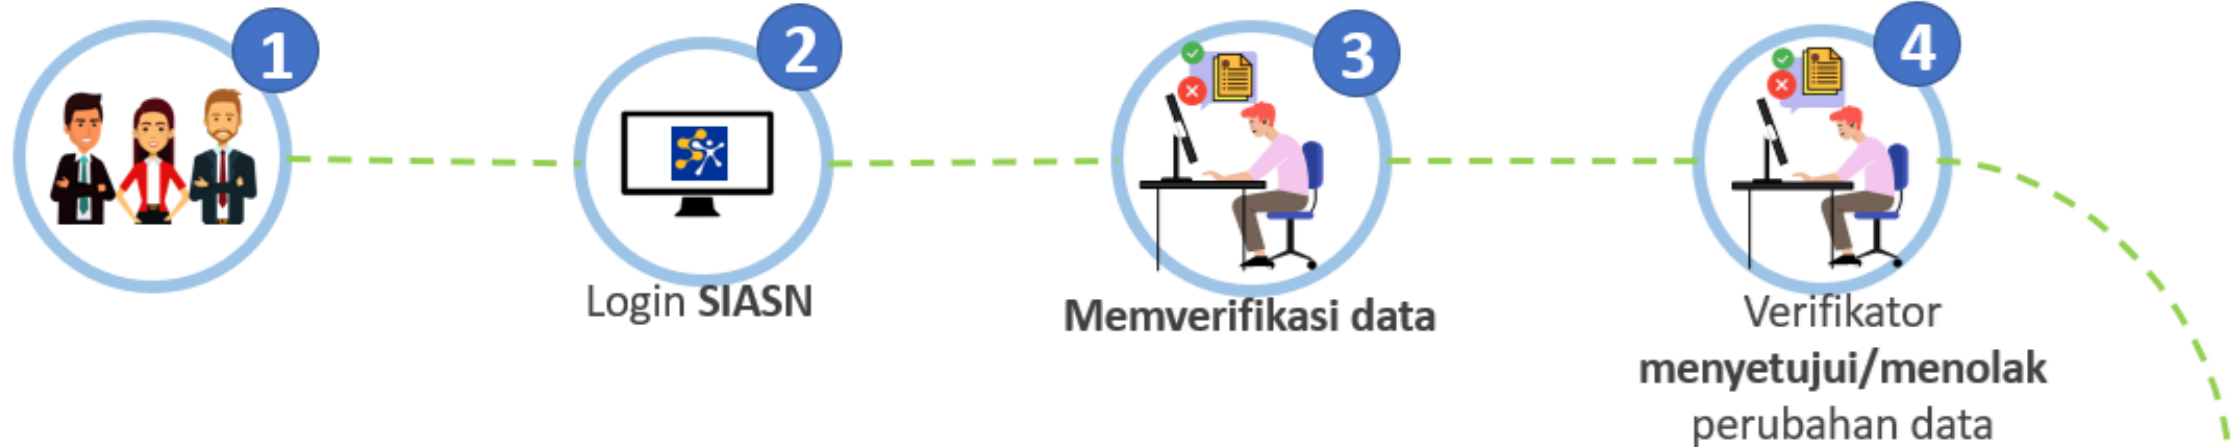 1
2
3
4
Login SIASN
Memverifikasi data
Verifikator
menyetujui/menolak
perubahan data